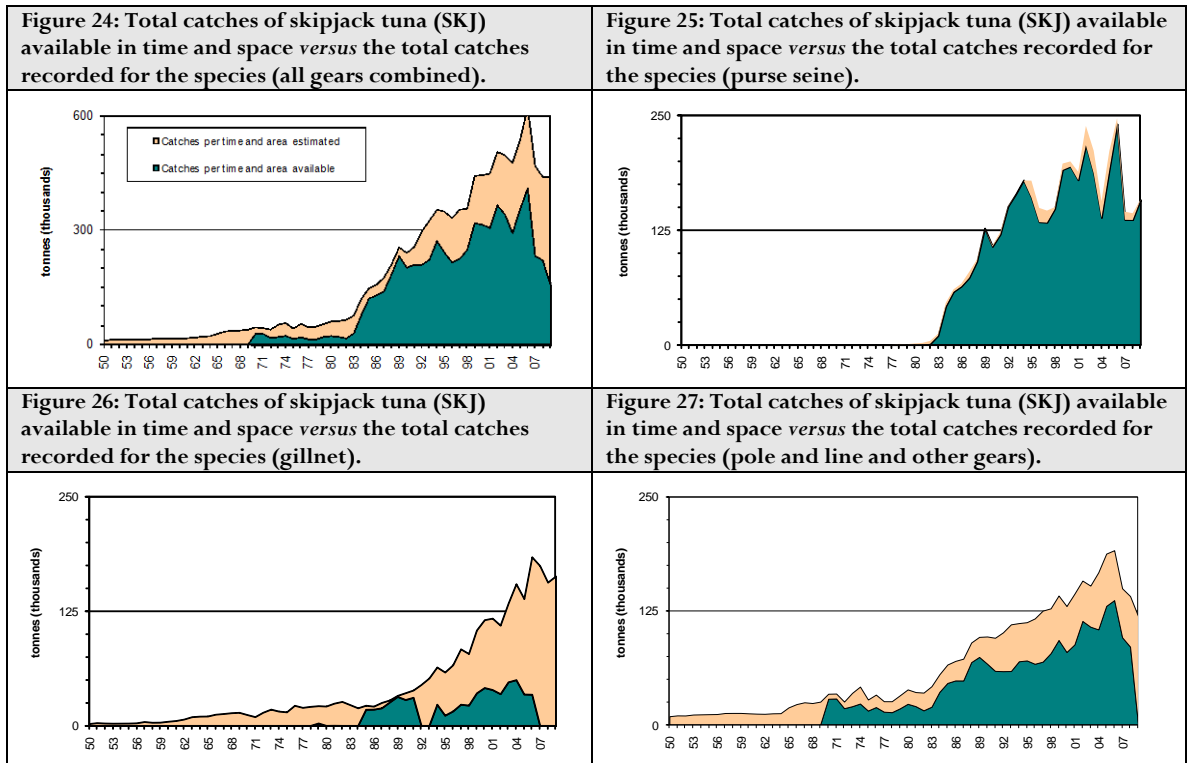 Figure 24: Total catches of skipjack tuna (SKJ)
available in time and space versus the total catches
recorded for the species (all gears combined).
Figure 25: Total catches of skipjack tuna (SKJ) available
in time and space versus the total catches recorded for
the species (purse seine).
600
300
0
tonnes (thousands)
Catches per time and area estimated
Catches per time and area available
50 53 56 59 62 65 68 71 74 77 80 83 86 89 92 95 98 01 04 07
250
125
0
tonnes (thousands)
50 53 56 59 62 65 68 71 74 77 80 83 86 89 92 95 98 01 04 07
Figure 26: Total catches of skipjack tuna (SKJ)
available in time and space versus the total catches
recorded for the species (gillnet).
Figure 27: Total catches of skipjack tuna (SKJ) available
in time and space versus the total catches recorded for
the species (pole and line and other gears).
250
125
0
tonnes (thousands)
50 53 56 59 62 65 68 71 74 77 80 83 86 89 92 95 98 01 04 07
250
125
0
tonnes (thousands)
50 53 56 59 62 65 68 71 74 77 80 83 86 89 92 95 98 01 04 07